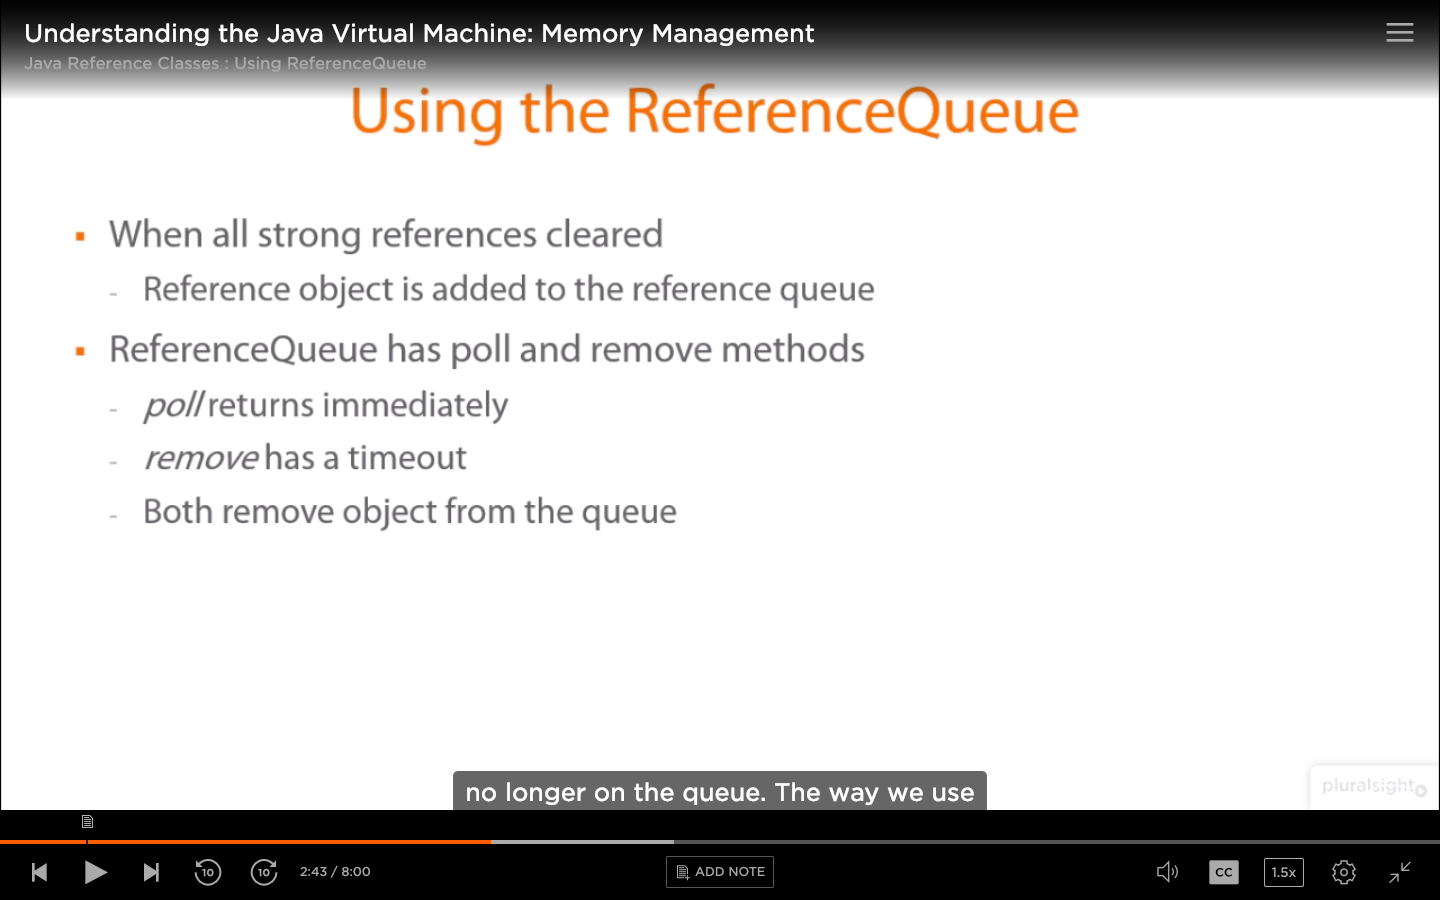 Understanding the Java Virtual Machine: Memory Management
Java Reference Classes : Using ReferenceQueue
Using the ReferenceQueue
▪ When all strong references cleared
- Reference object is added to the reference queue
▪ ReferenceQueue has poll and remove methods
- poll returns immediately
- remove has a timeout
- Both remove object from the queue
no longer on the queue. The way we use
pluralsight
10
10
2:43 / 8:00
ADD NOTE
CC
1.5x